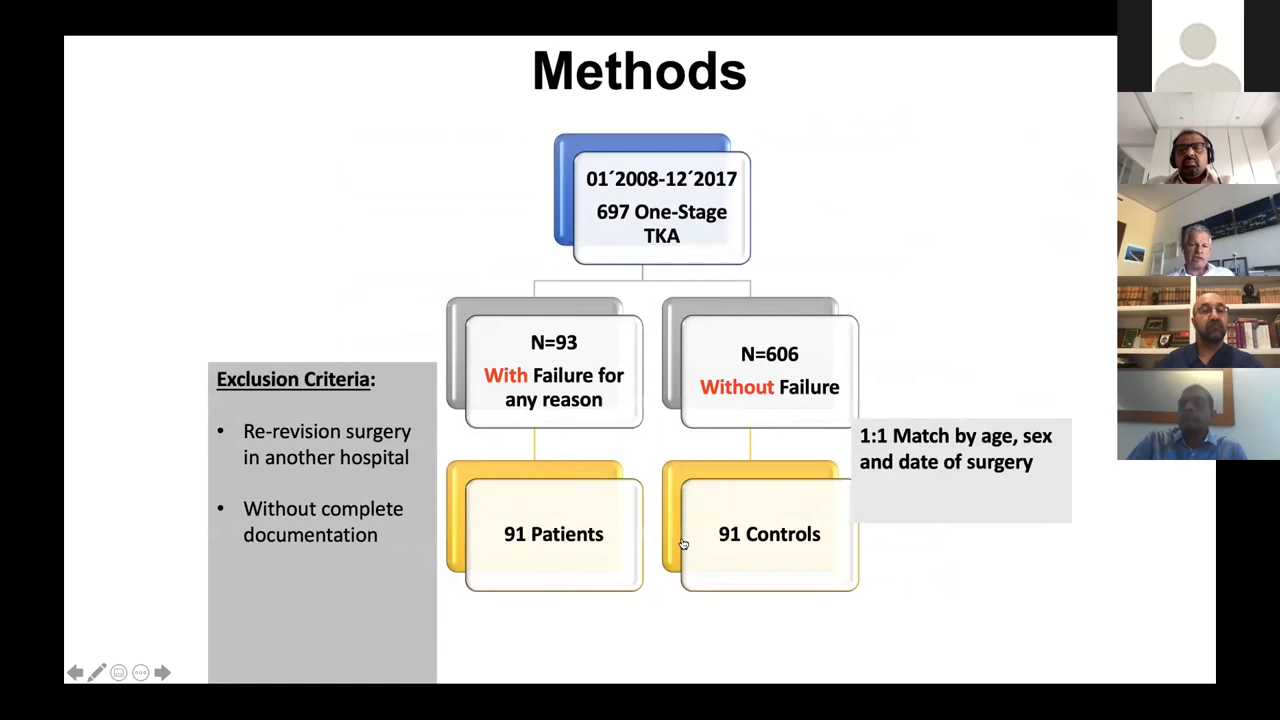 Methods
01´2008-12´2017
697 One-Stage
TKA
N=93
With Failure for
any reason
N=606
Without Failure
Exclusion Criteria:
• Re-revision surgery
in another hospital
• Without complete
documentation
1:1 Match by age, sex
and date of surgery
91 Patients
91 Controls